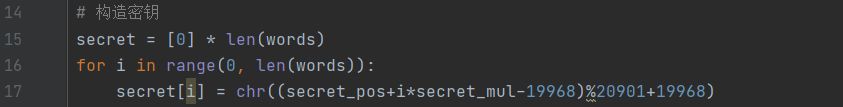 14 # 构造密钥
15 secret = [0] * len(words)
16 for i in range(0, len(words)):
17 secret[i] = chr((secret_pos+i*secret_mul-19968)%20901+19968)